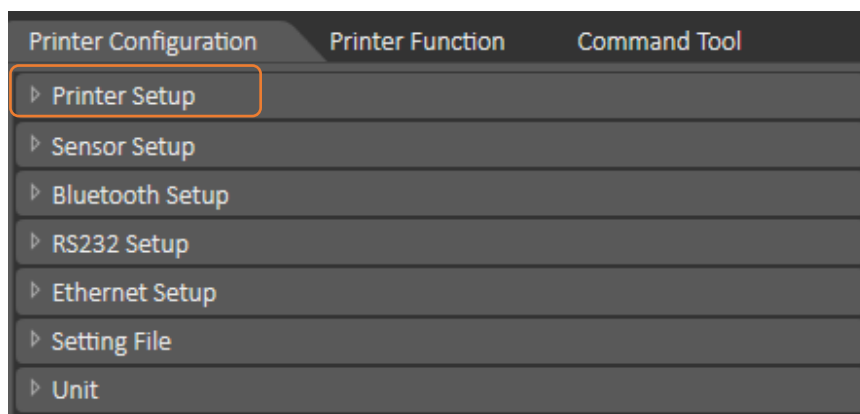 Printer Configuration Printer Function Command Tool
Printer Setup
Sensor Setup
Bluetooth Setup
RS232 Setup
Ethernet Setup
Setting File
Unit